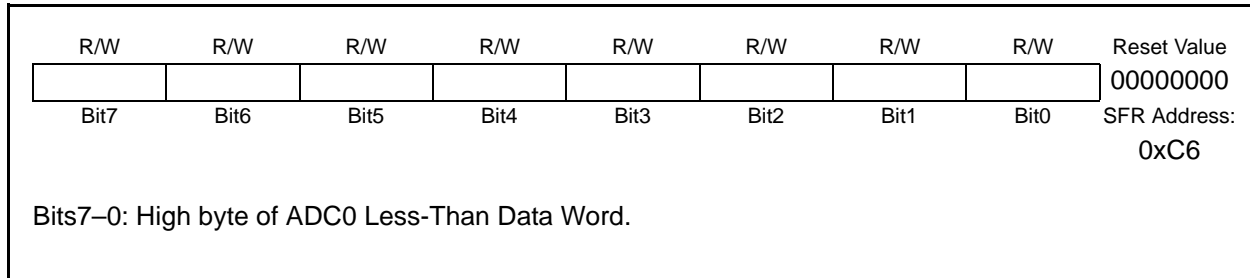 R/W R/W R/W R/W R/W R/W R/W R/W Reset Value
00000000
Bit7 Bit6 Bit5 Bit4 Bit3 Bit2 Bit1 Bit0 SFR Address:
0xC6
Bits7–0: High byte of ADC0 Less-Than Data Word.